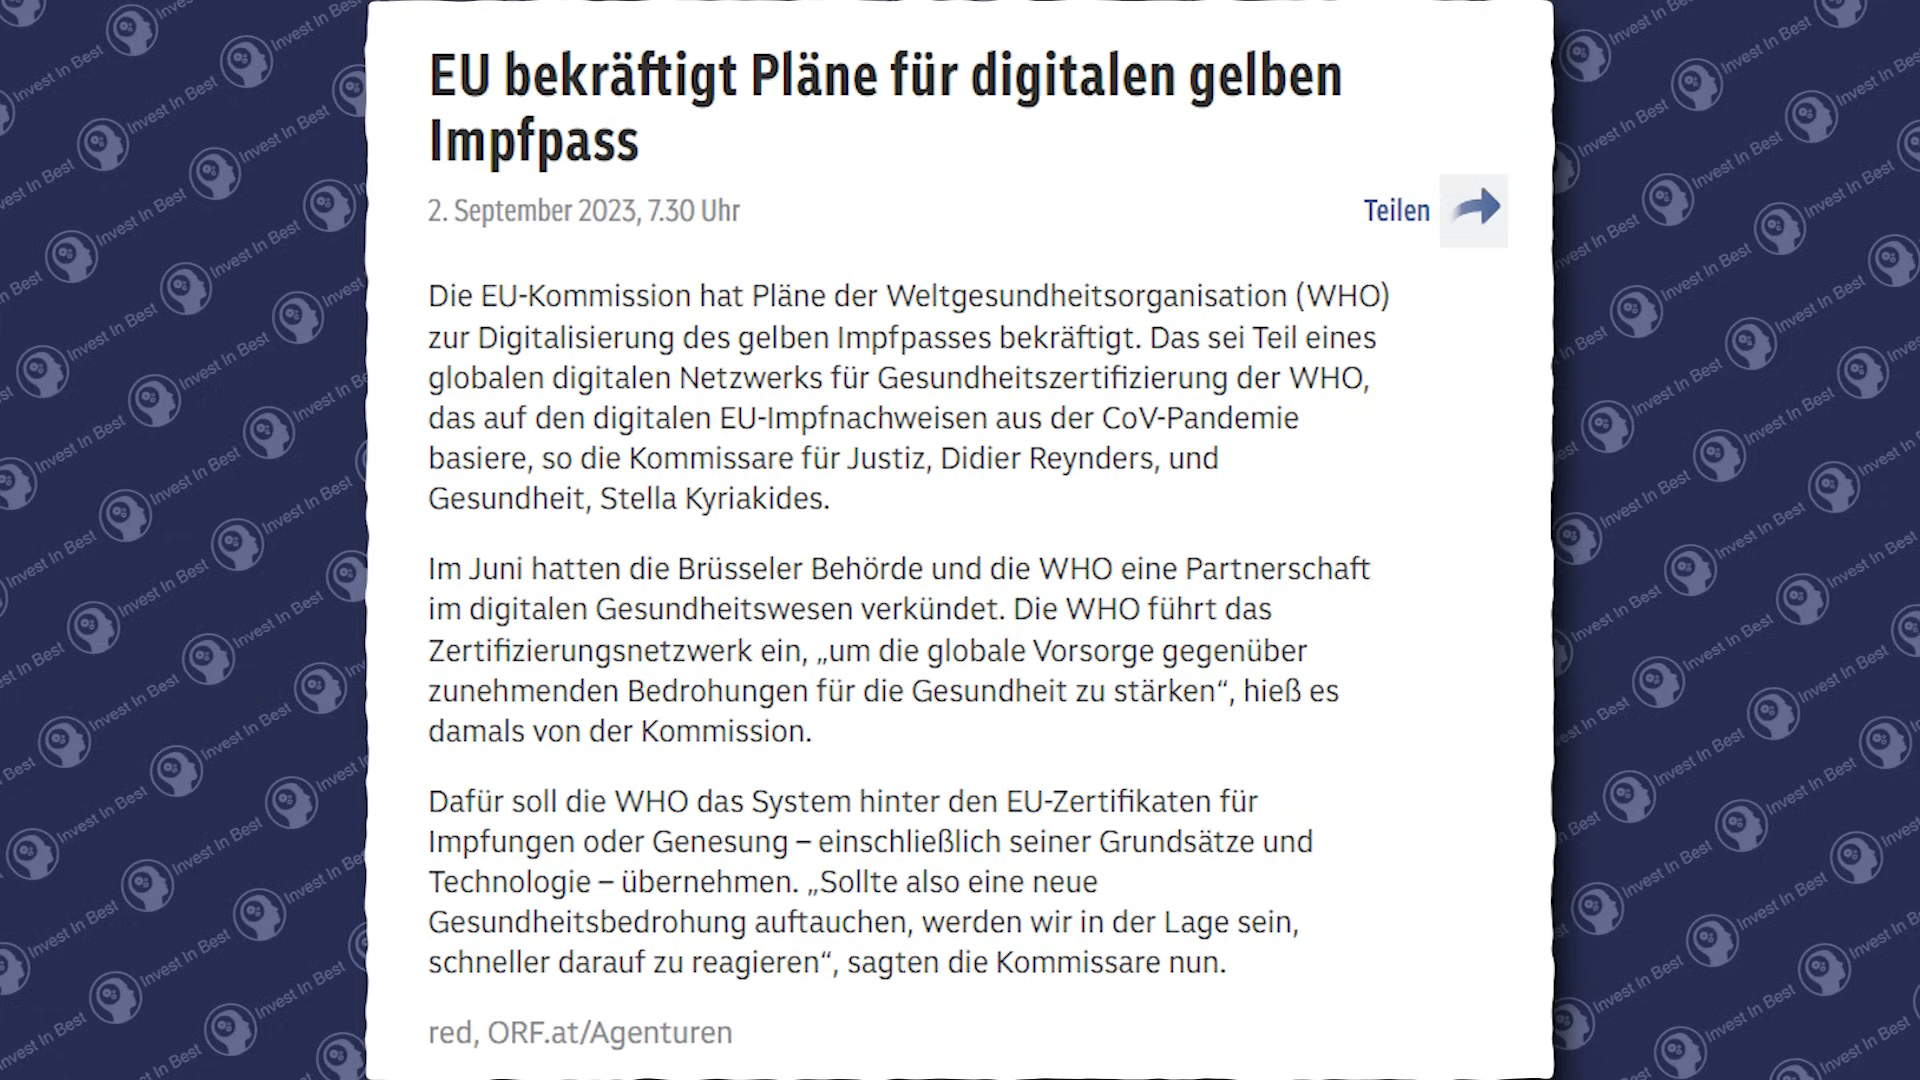 EU bekräftigt Pläne für digitalen gelben
Impfpass
2. September 2023, 7.30 Uhr
Teilen
Die EU-Kommission hat Pläne der Weltgesundheitsorganisation (WHO)
zur Digitalisierung des gelben Impfpasses bekräftigt. Das sei Teil eines
globalen digitalen Netzwerks für Gesundheitszertifizierung der WHO,
das auf den digitalen EU-Impfnachweisen aus der CoV-Pandemie
basiere, so die Kommissare für Justiz, Didier Reynders, und
Gesundheit, Stella Kyriakides.
Im Juni hatten die Brüsseler Behörde und die WHO eine Partnerschaft
im digitalen Gesundheitswesen verkündet. Die WHO führt das
Zertifizierungsnetzwerk ein, „um die globale Vorsorge gegenüber
zunehmenden Bedrohungen für die Gesundheit zu stärken“, hieß es
damals von der Kommission.
Dafür soll die WHO das System hinter den EU-Zertifikaten für
Impfungen oder Genesung – einschließlich seiner Grundsätze und
Technologie – übernehmen. „Sollte also eine neue
Gesundheitsbedrohung auftauchen, werden wir in der Lage sein,
schneller darauf zu reagieren“, sagten die Kommissare nun.
red, ORF.at/Agenturen
Invest In Best